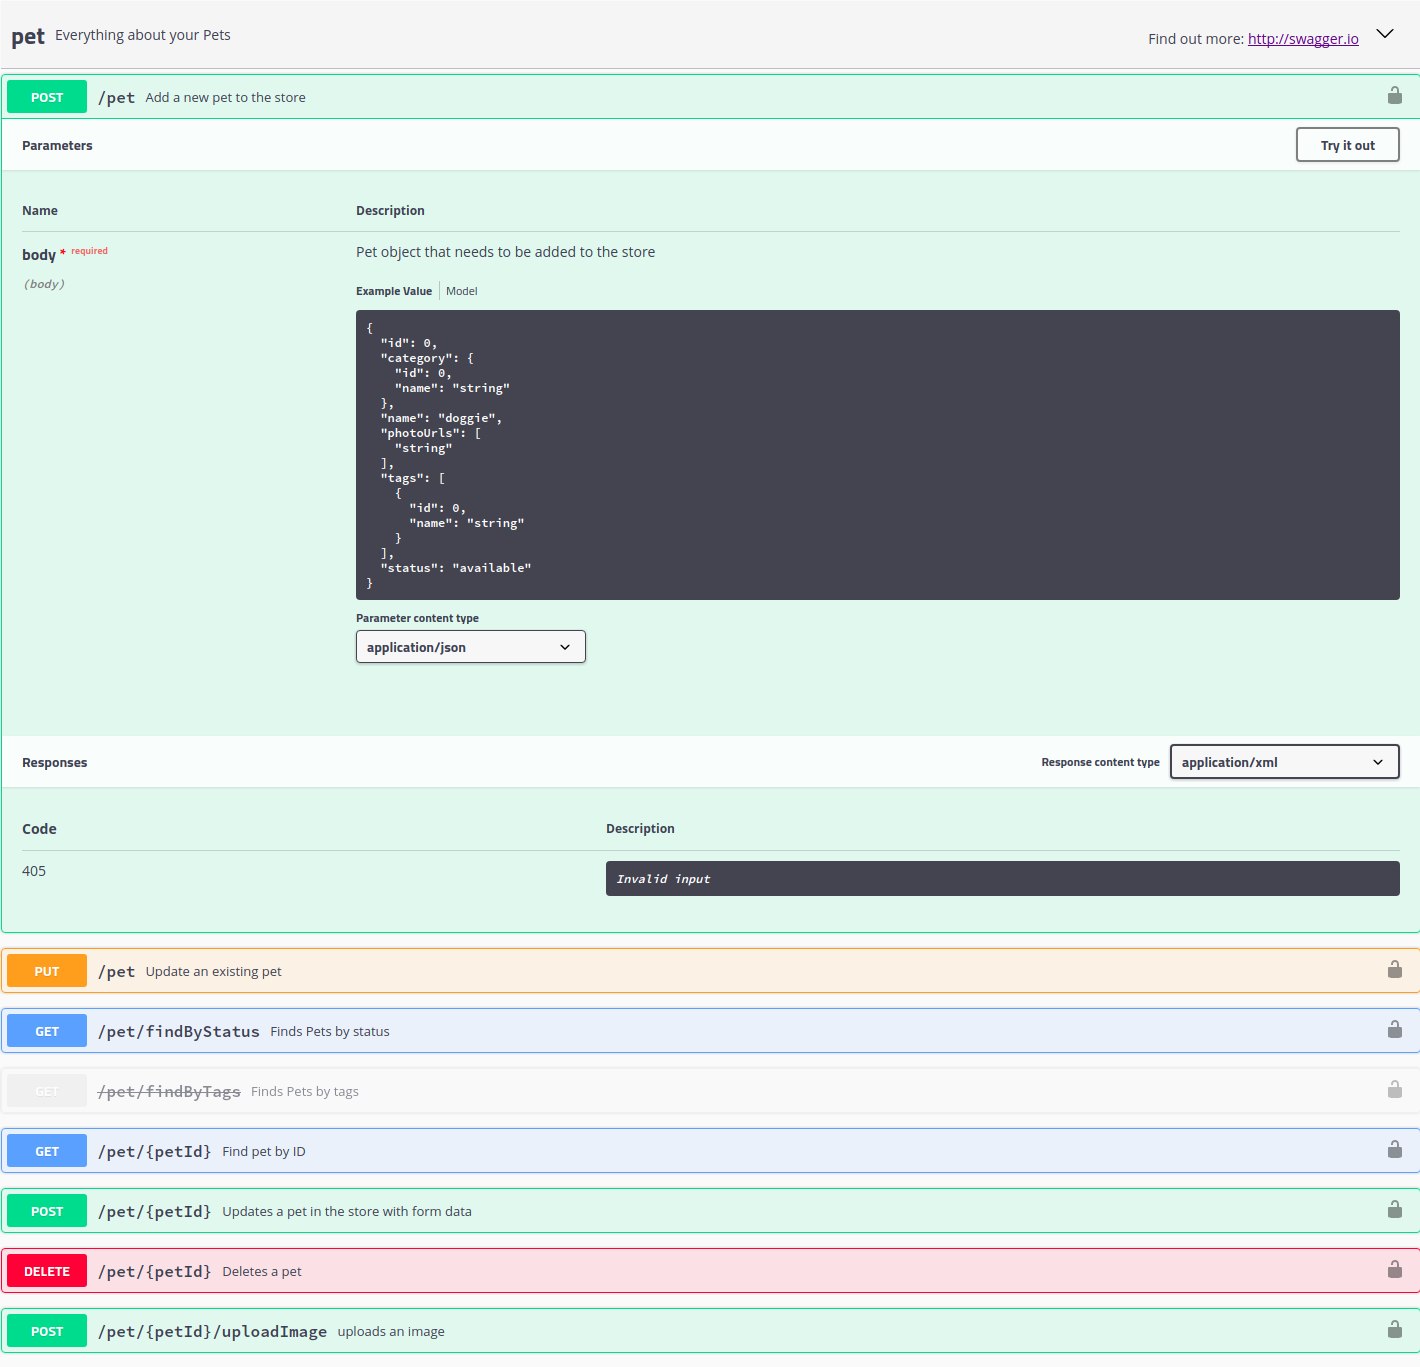 pet Everything about your Pets
Find out more: http://swagger.io
POST /pet Add a new pet to the store
Parameters
Try it out
Name Description
body * required
(body)
Pet object that needs to be added to the store
Example Value Model
{
  "id": 0,
  "category": {
    "id": 0,
    "name": "string"
  },
  "name": "doggie",
  "photoUrls": [
    "string"
  ],
  "tags": [
    {
      "id": 0,
      "name": "string"
    }
  ],
  "status": "available"
}
Parameter content type
application/json
Responses
Response content type application/xml
Code Description
405 Invalid input
PUT /pet Update an existing pet
GET /pet/findByStatus Finds Pets by status
GET /pet/findByTags Finds Pets by tags
GET /pet/{petId} Find pet by ID
POST /pet/{petId} Updates a pet in the store with form data
DELETE /pet/{petId} Deletes a pet
POST /pet/{petId}/uploadImage uploads an image